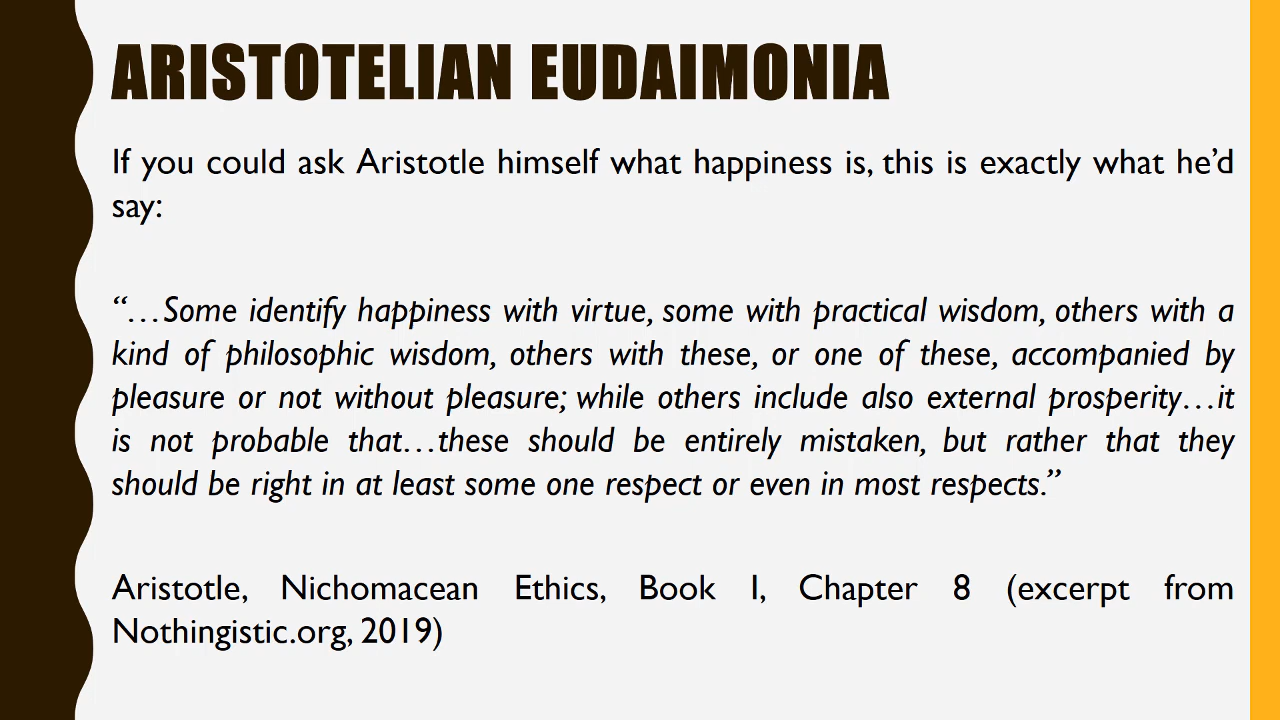 ARISTOTELIAN EUDAIMONIA
If you could ask Aristotle himself what happiness is, this is exactly what he’d
say:
“…Some identify happiness with virtue, some with practical wisdom, others with a
kind of philosophic wisdom, others with these, or one of these, accompanied by
pleasure or not without pleasure; while others include also external prosperity…it
is not probable that…these should be entirely mistaken, but rather that they
should be right in at least some one respect or even in most respects.”
Aristotle, Nichomacean Ethics, Book I, Chapter 8 (excerpt from
Nothingistic.org, 2019)